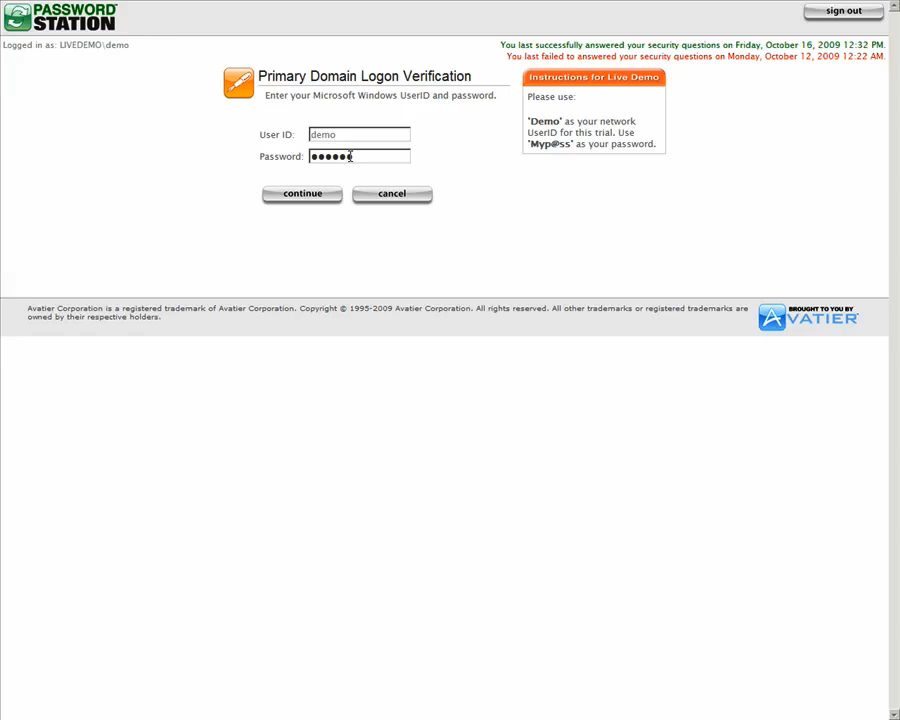 PASSWORD
STATION
sign out
Logged in as: LIVEDEMO\demo
You last successfully answered your security questions on Friday, October 16, 2009 12:32 PM.
You last failed to answered your security questions on Monday, October 12, 2009 12:22 AM.
Primary Domain Logon Verification
Enter your Microsoft Windows UserID and password.
User ID: demo
Password: ●●●●●●
continue cancel
Instructions for Live Demo
Please use:
'Demo' as your network
UserID for this trial. Use
'Myp@ss' as your password.
Avatier Corporation is a registered trademark of Avatier Corporation. Copyright © 1995-2009 Avatier Corporation. All rights reserved. All other trademarks or registered trademarks are
owned by their respective holders.
BROUGHT TO YOU BY
AVATIER